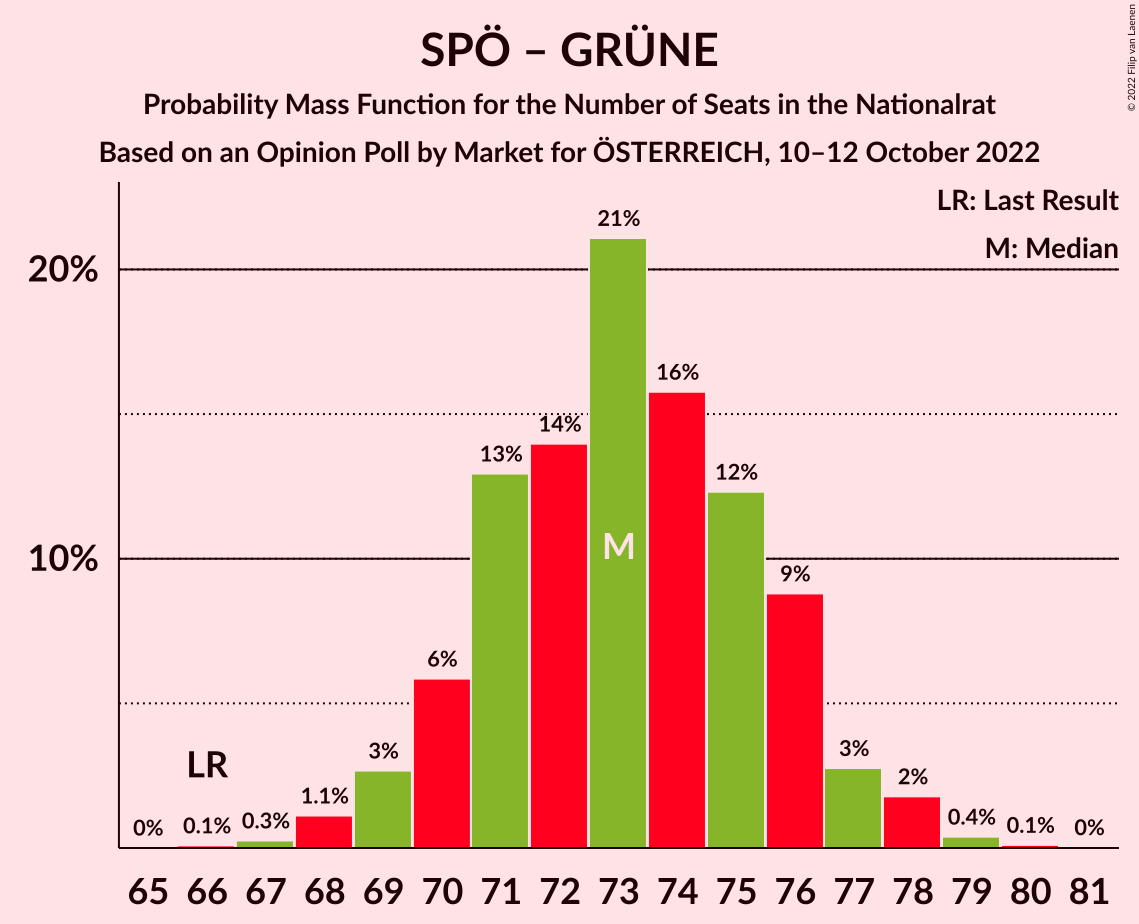 SPÖ – GRÜNE
Probability Mass Function for the Number of Seats in the Nationalrat
Based on an Opinion Poll by Market for ÖSTERREICH, 10–12 October 2022
© 2022 Filip van Laenen
LR: Last Result
M: Median
20%
10%
0%
0.1%
0.3%
1.1%
3%
6%
13%
14%
21%
16%
12%
9%
3%
2%
0.4%
0.1%
0%
LR
M
65 66 67 68 69 70 71 72 73 74 75 76 77 78 79 80 81